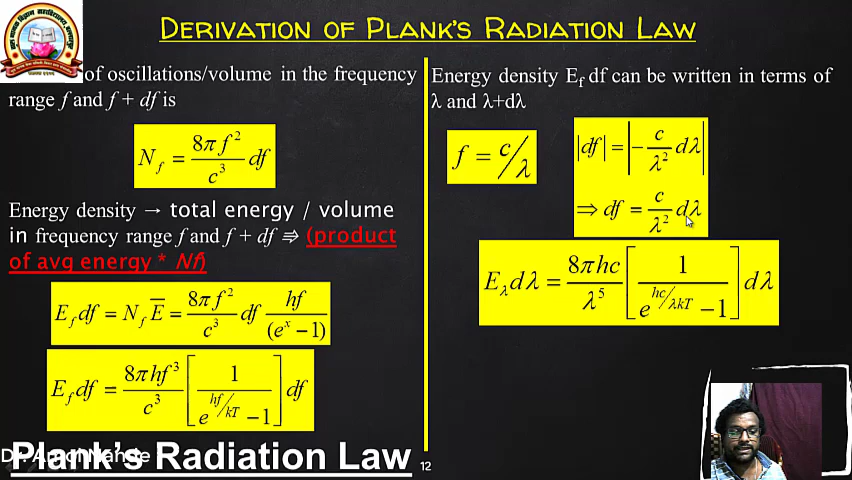 Derivation of Plank's Radiation Law
of oscillations/volume in the frequency
range f and f + df is
N_f = 8πf²/c³ df
Energy density → total energy / volume
in frequency range f and f + df ⇛ (product
of avg energy * Nf)
E_f df = N_f E̅ = 8πf²/c³ df hf/(e^x − 1)
E_f df = 8πhf³/c³ [1/(e^(hf/kT) − 1)] df
Plank's Radiation Law
12
Energy density E_f df can be written in terms of
λ and λ+dλ
f = c/λ
|df| = |−c/λ² dλ|
⇒ df = c/λ² dλ
E_λ dλ = 8πhc/λ⁵ [1/(e^(hc/λkT) − 1)] dλ